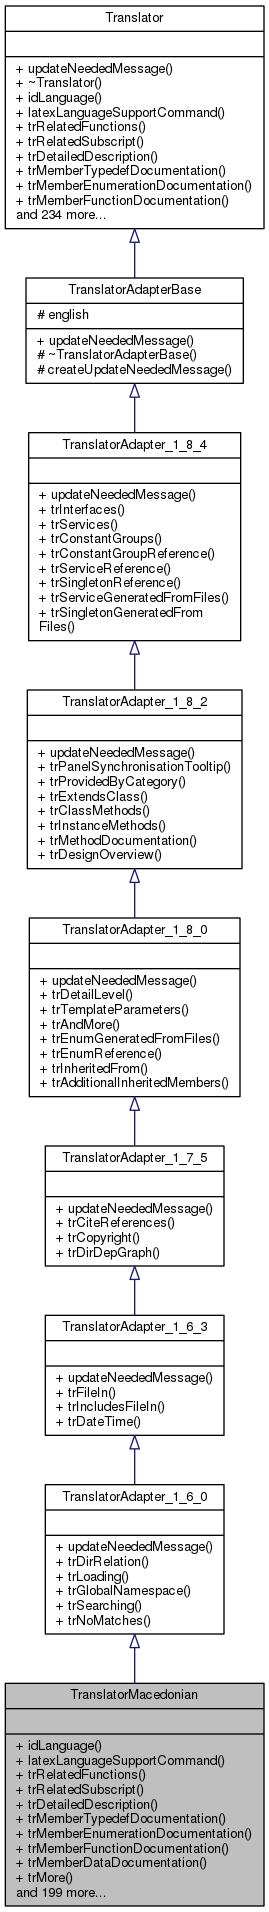 Translator
+ updateNeededMessage()
+ ~Translator()
+ idLanguage()
+ latexLanguageSupportCommand()
+ trRelatedFunctions()
+ trRelatedSubscript()
+ trDetailedDescription()
+ trMemberTypedefDocumentation()
+ trMemberEnumerationDocumentation()
+ trMemberFunctionDocumentation()
and 234 more...
TranslatorAdapterBase
# english
+ updateNeededMessage()
# ~TranslatorAdapterBase()
# createUpdateNeededMessage()
TranslatorAdapter_1_8_4
+ updateNeededMessage()
+ trInterfaces()
+ trServices()
+ trConstantGroups()
+ trConstantGroupReference()
+ trServiceReference()
+ trSingletonReference()
+ trServiceGeneratedFromFiles()
+ trSingletonGeneratedFrom
Files()
TranslatorAdapter_1_8_2
+ updateNeededMessage()
+ trPanelSynchronisationTooltip()
+ trProvidedByCategory()
+ trExtendsClass()
+ trClassMethods()
+ trInstanceMethods()
+ trMethodDocumentation()
+ trDesignOverview()
TranslatorAdapter_1_8_0
+ updateNeededMessage()
+ trDetailLevel()
+ trTemplateParameters()
+ trAndMore()
+ trEnumGeneratedFromFiles()
+ trEnumReference()
+ trInheritedFrom()
+ trAdditionalInheritedMembers()
TranslatorAdapter_1_7_5
+ updateNeededMessage()
+ trCiteReferences()
+ trCopyright()
+ trDirDepGraph()
TranslatorAdapter_1_6_3
+ updateNeededMessage()
+ trFileIn()
+ trIncludesFileIn()
+ trDateTime()
TranslatorAdapter_1_6_0
+ updateNeededMessage()
+ trDirRelation()
+ trLoading()
+ trGlobalNamespace()
+ trSearching()
+ trNoMatches()
TranslatorMacedonian
+ idLanguage()
+ latexLanguageSupportCommand()
+ trRelatedFunctions()
+ trRelatedSubscript()
+ trDetailedDescription()
+ trMemberTypedefDocumentation()
+ trMemberEnumerationDocumentation()
+ trMemberFunctionDocumentation()
+ trMemberDataDocumentation()
+ trMore()
and 199 more...